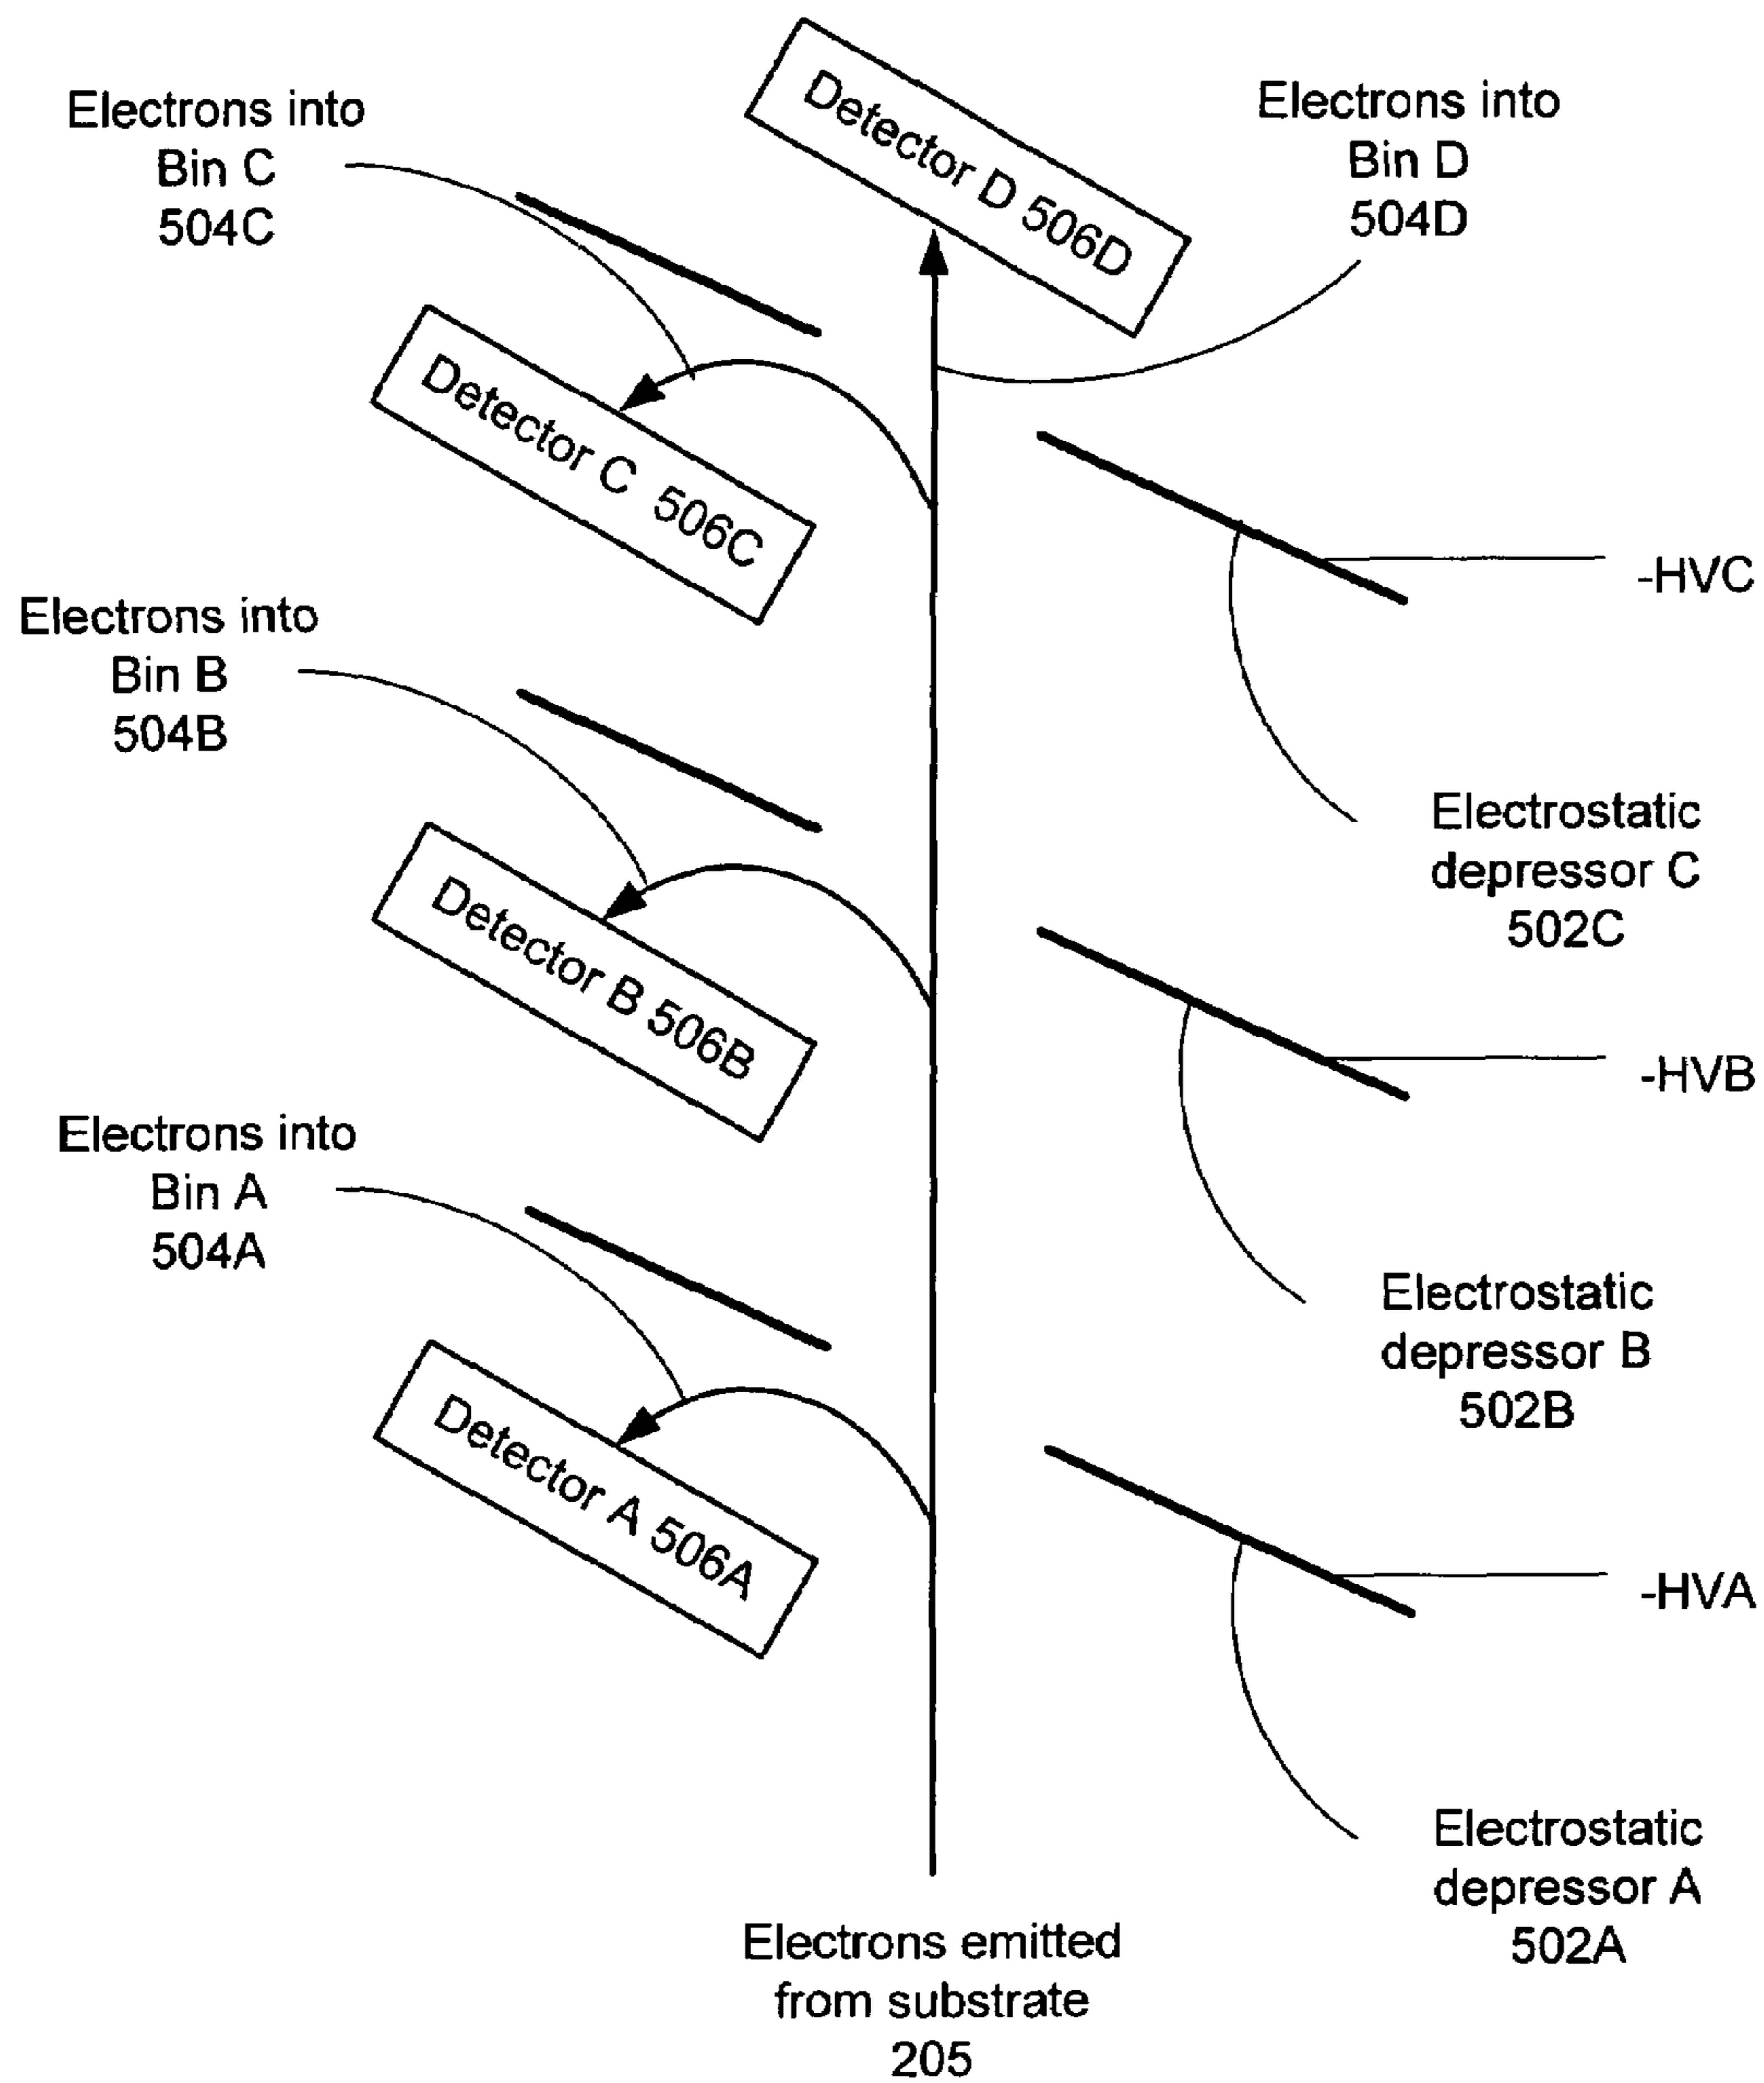 Detector D 506D
Electrons into
Bin C
504C
Electrons into
Bin D
504D
Detector C 506C
-HVC
Electrons into
Bin B
504B
Electrostatic
depressor C
502C
Detector B 506B
-HVB
Electrons into
Bin A
504A
Electrostatic
depressor B
502B
Detector A 506A
-HVA
Electrostatic
depressor A
502A
Electrons emitted
from substrate
205